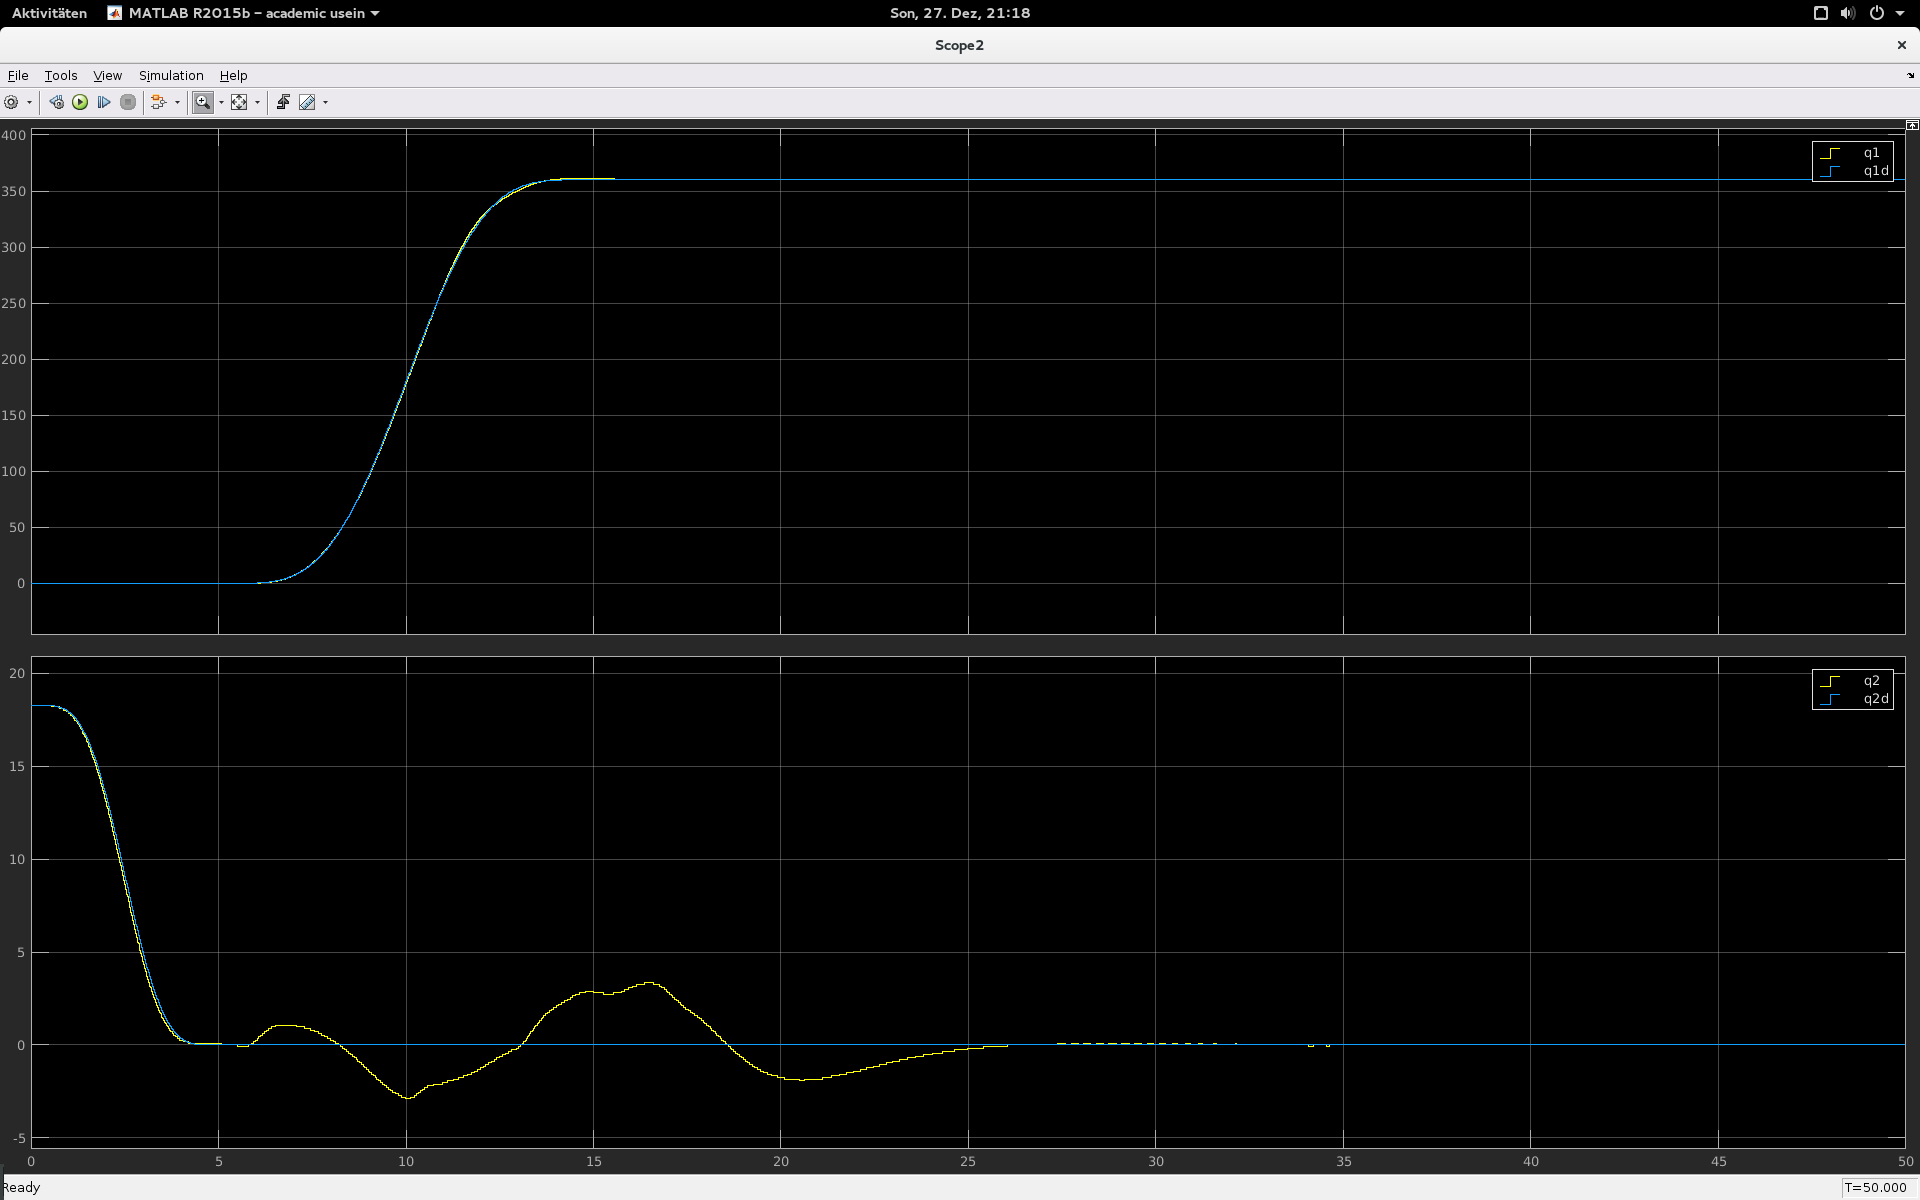 Aktivitäten MATLAB R2015b – academic usein Son, 27. Dez, 21:18
Scope2
File Tools View Simulation Help
400
350
300
250
200
150
100
50
0
q1
q1d
20
15
10
5
0
-5
q2
q2d
0 5 10 15 20 25 30 35 40 45 50
Ready T=50.000